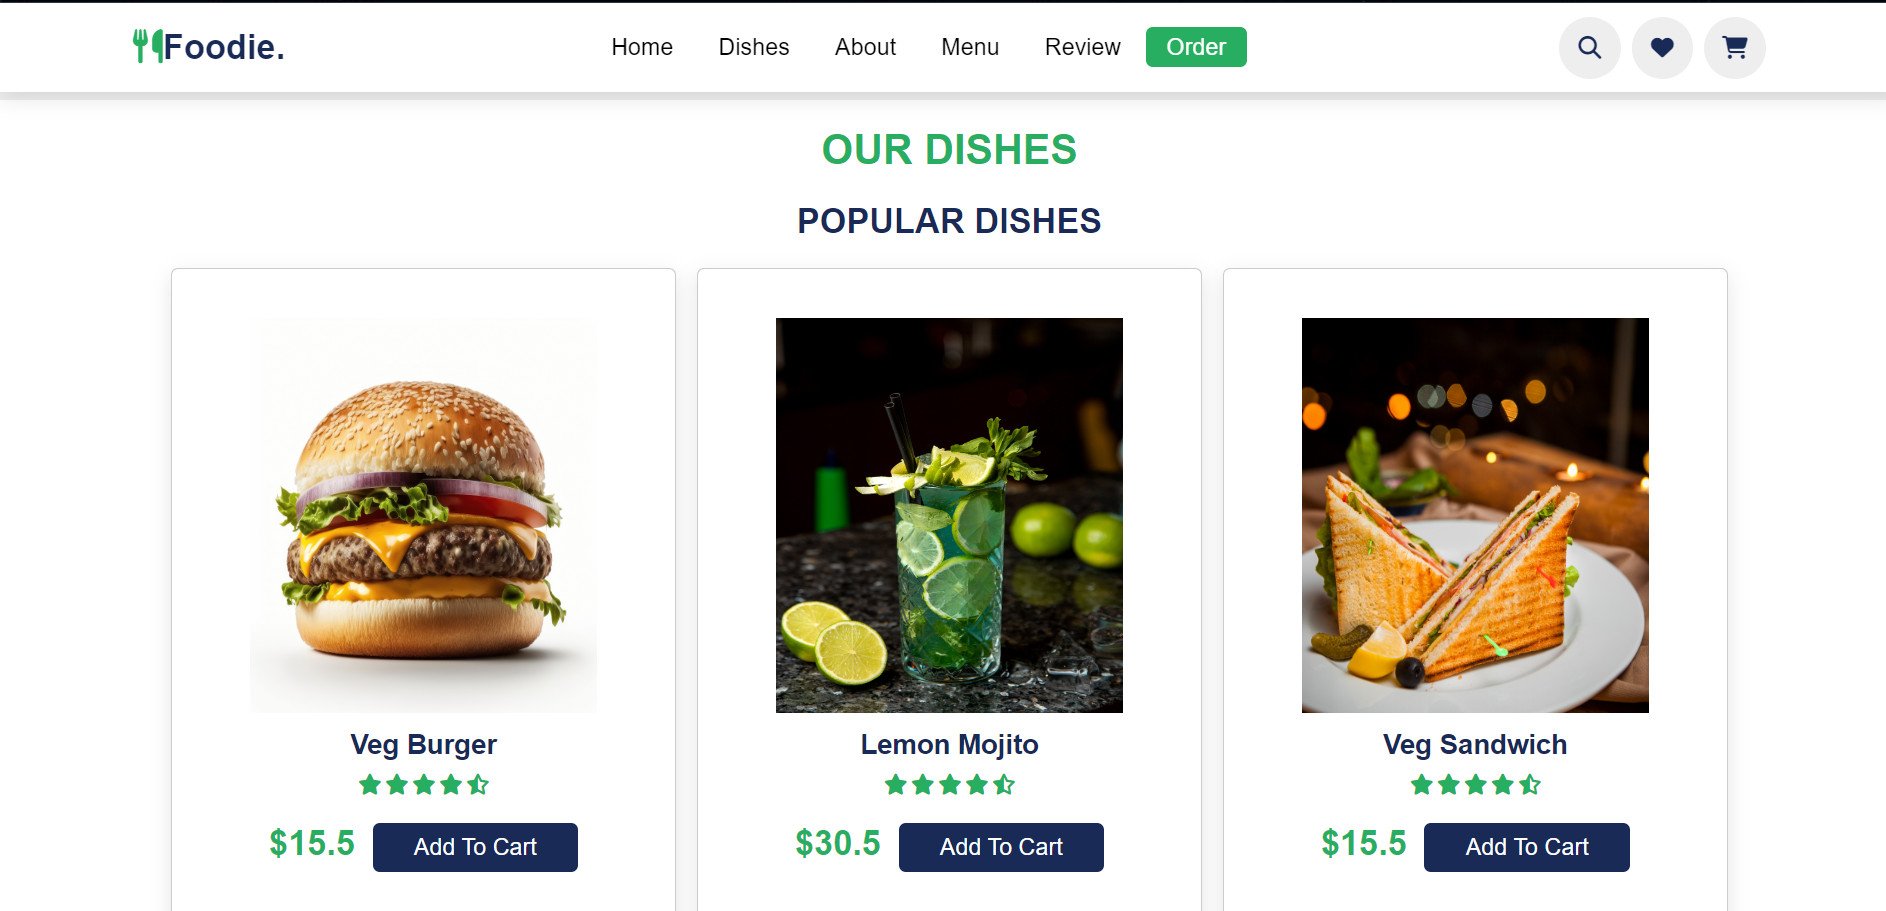 Foodie.
Home Dishes About Menu Review Order
OUR DISHES
POPULAR DISHES
Veg Burger
$15.5 Add To Cart
Lemon Mojito
$30.5 Add To Cart
Veg Sandwich
$15.5 Add To Cart